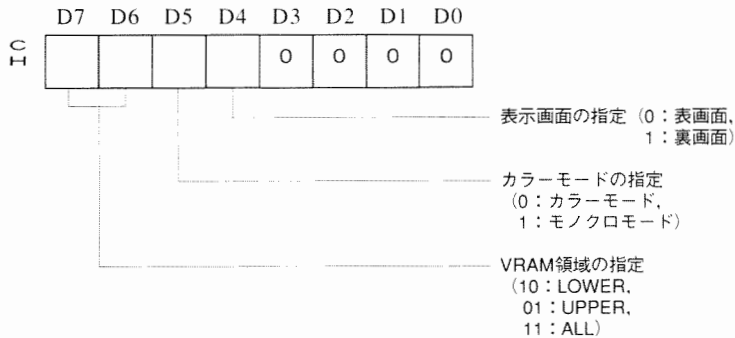 D7 D6 D5 D4 D3 D2 D1 D0
CH
0 0 0 0
表示画面の指定（0：表画面，
1：裏画面）
カラーモードの指定
（0：カラーモード，
1：モノクロモード）
VRAM領域の指定
（10：LOWER，
01：UPPER，
11：ALL）